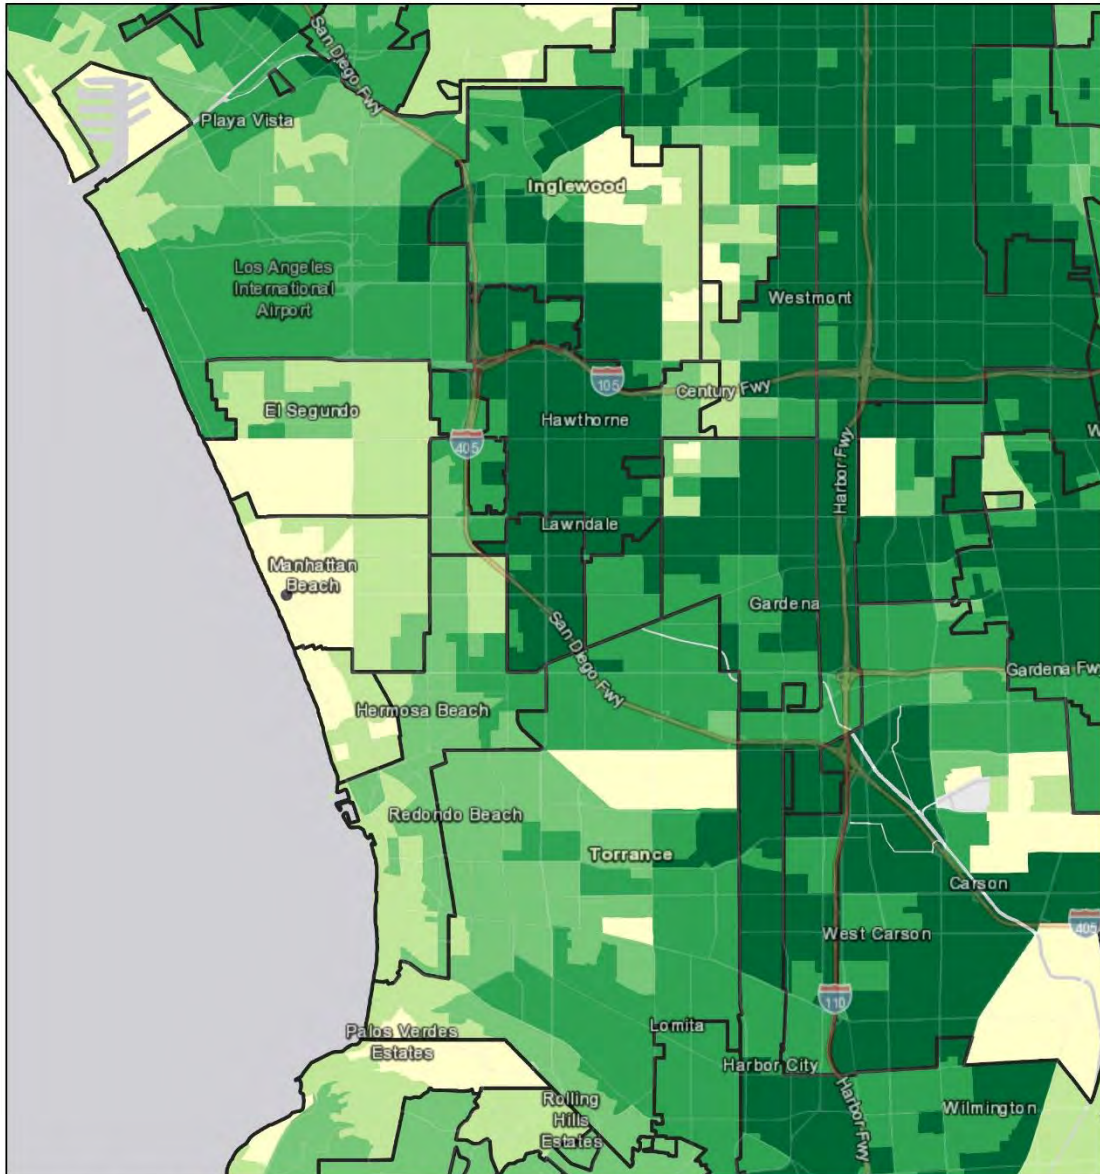 San Diego Fwy
Playa Vista
Inglewood
Los Angeles
International
Airport
Westmont
105
Century Fwy
El Segundo
Hawthorne
405
W
Harbor Fwy
Lawndale
Manhattan
Beach
Gardena
San Diego Fwy
Gardena Fwy
Hermosa Beach
Redondo Beach
Torrance
Carson
405
West Carson
110
Palos Verdes
Estates
Lomita
Harbor City
Harbor Fwy
Rolling
Hills
Estates
Wilmington